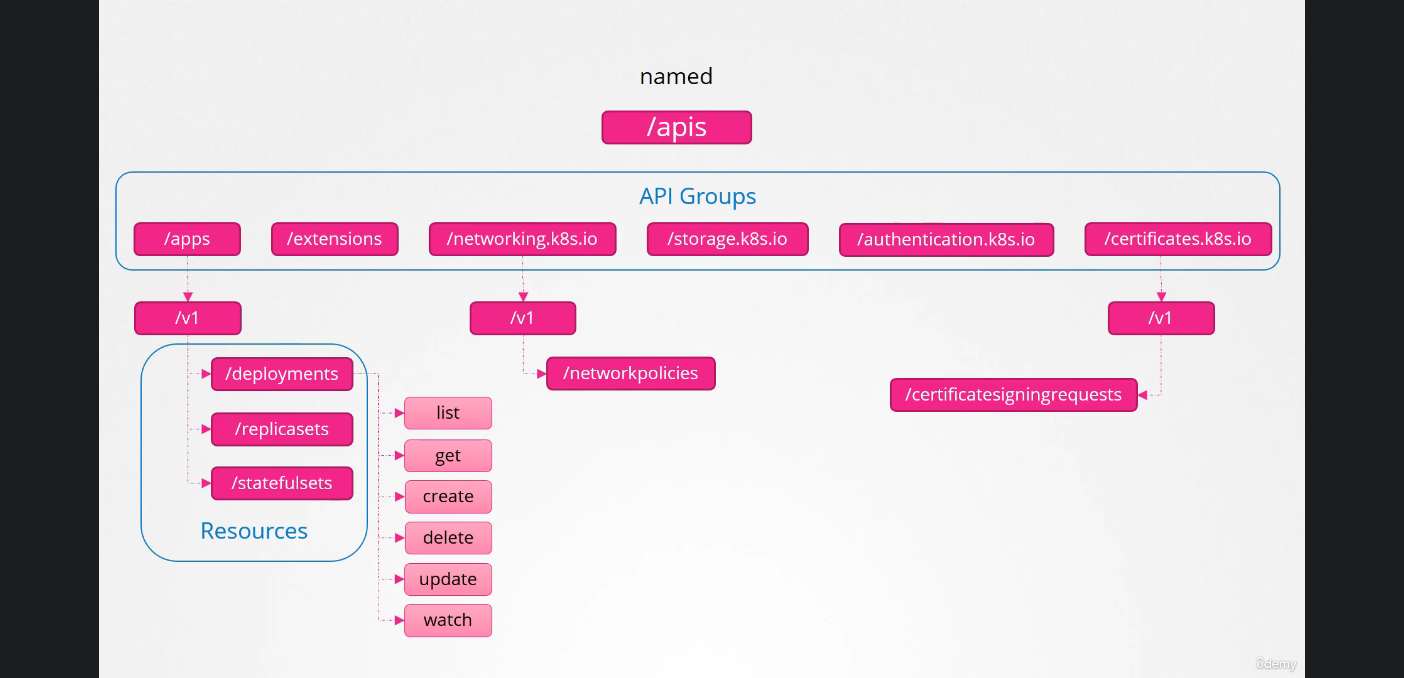 named
/apis
API Groups
/apps
/extensions
/networking.k8s.io
/storage.k8s.io
/authentication.k8s.io
/certificates.k8s.io
/v1
/v1
/v1
/deployments
/replicasets
/statefulsets
Resources
list
get
create
delete
update
watch
/networkpolicies
/certificatesigningrequests
ûdemy